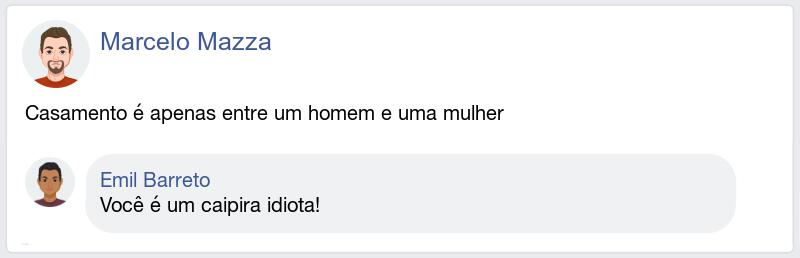 Marcelo Mazza
Casamento é apenas entre um homem e uma mulher
Emil Barreto
Você é um caipira idiota!